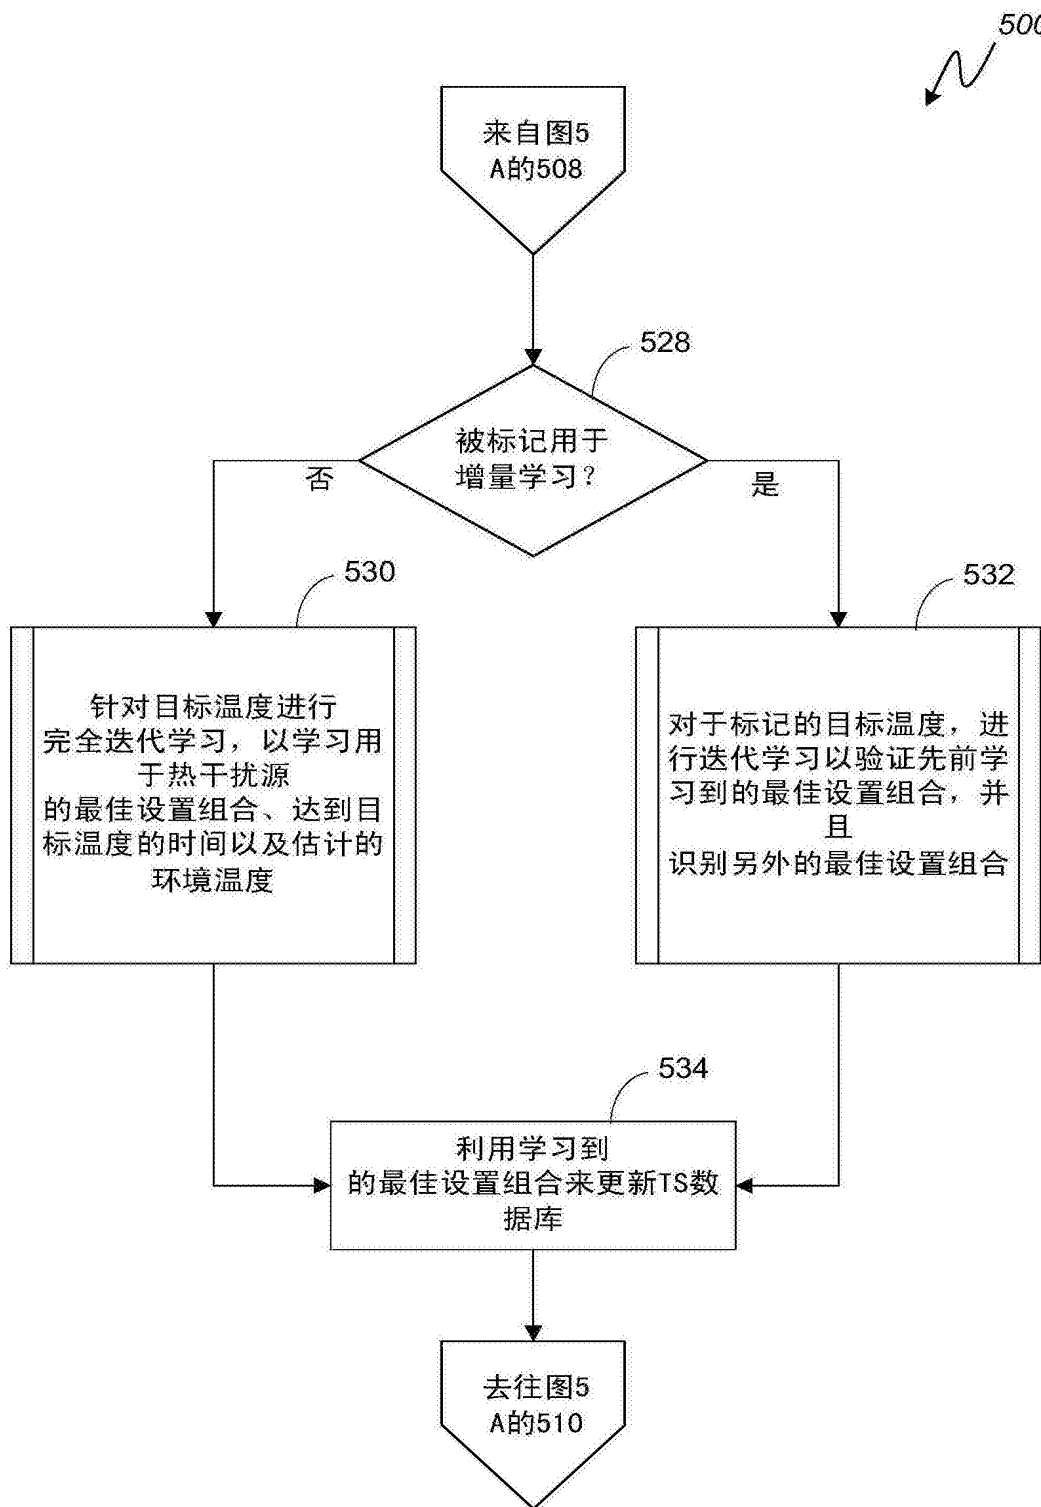 500
来自图5
A的508
528
被标记用于
增量学习?
否
是
530
532
针对目标温度进行
完全迭代学习，以学习用
于热干扰源
的最佳设置组合、达到目
标温度的时间以及估计的
环境温度
对于标记的目标温度，进
行迭代学习以验证先前学
习到的最佳设置组合，并
且
识别另外的最佳设置组合
534
利用学习到
的最佳设置组合来更新TS数
据库
去往图5
A的510